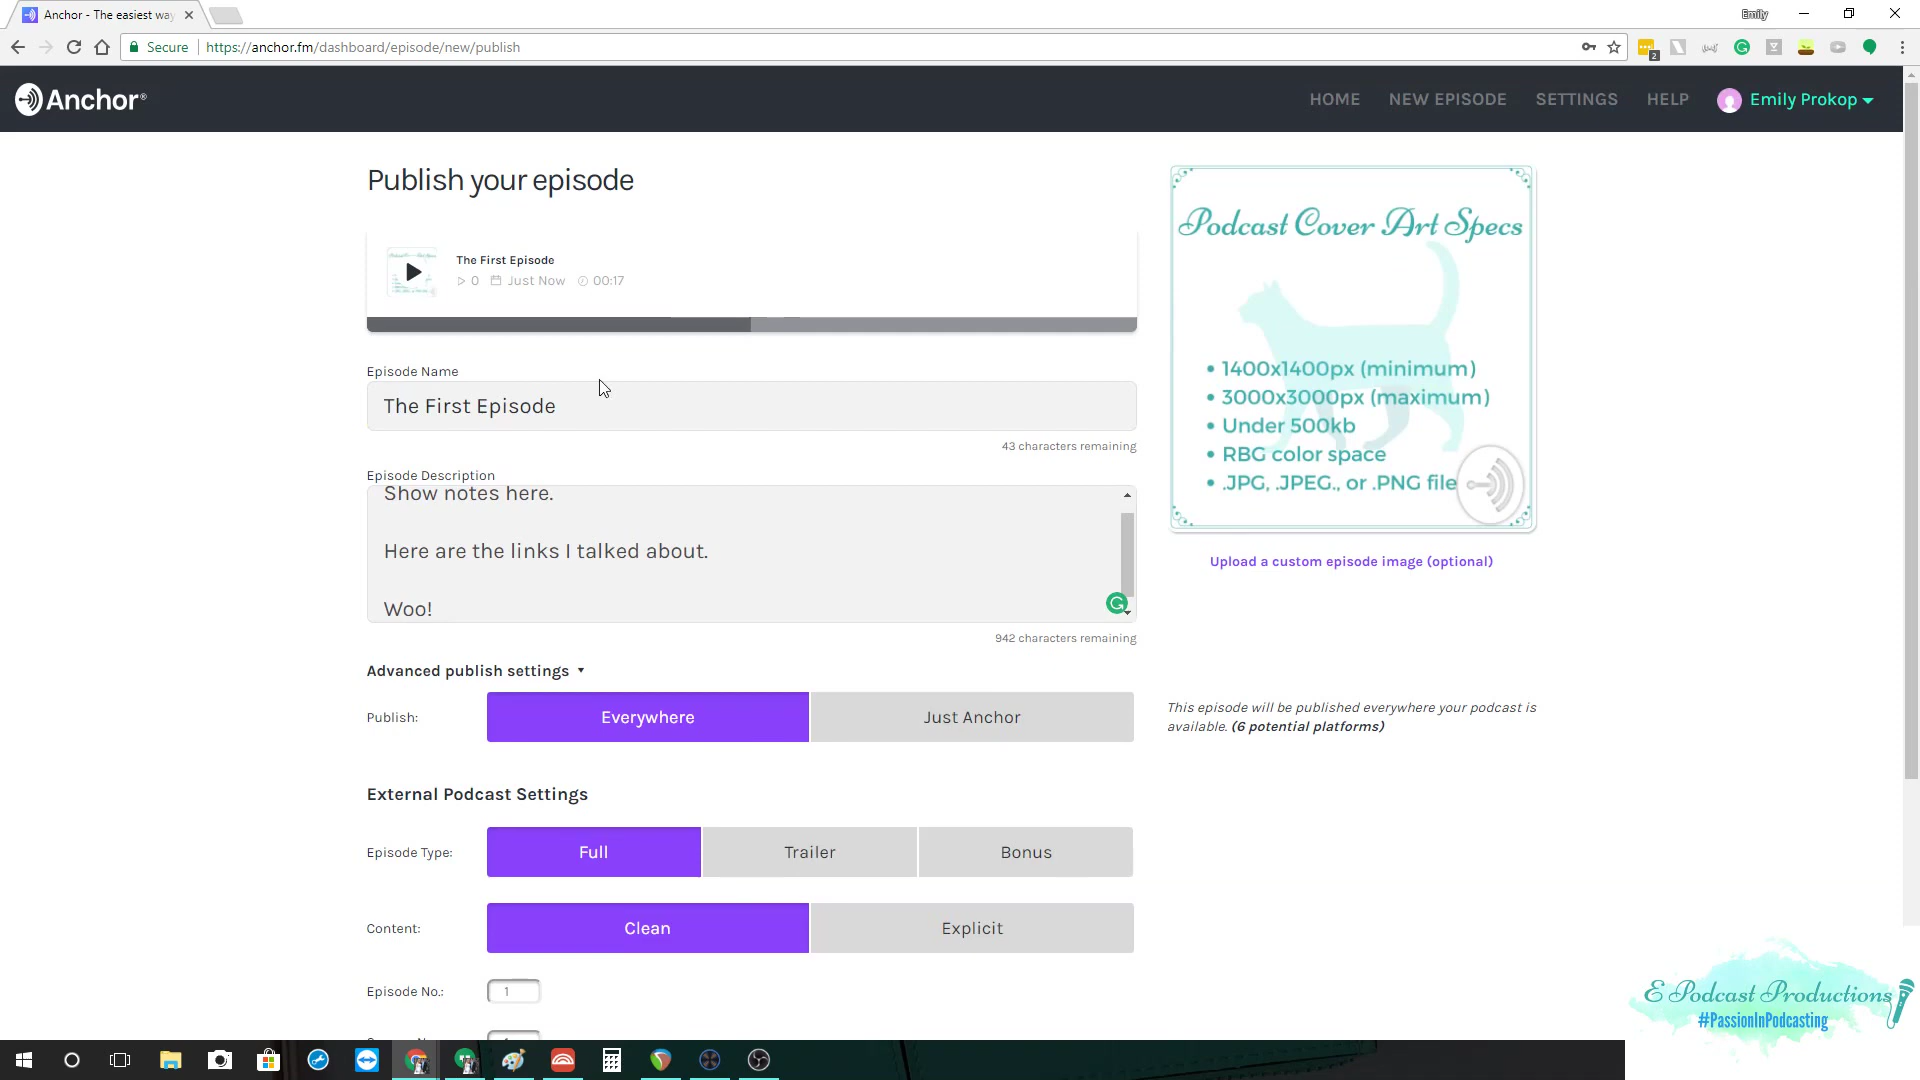 Anchor - The easiest way
Emily
Secure
https://anchor.fm/dashboard/episode/new/publish
2
Anchor®
HOME
NEW EPISODE
SETTINGS
HELP
Emily Prokop
Publish your episode
The First Episode
0
Just Now
00:17
Episode Name
The First Episode
43 characters remaining
Episode Description
Show notes here.
Here are the links I talked about.
Woo!
942 characters remaining
Podcast Cover Art Specs
• 1400x1400px (minimum)
• 3000x3000px (maximum)
• Under 500kb
• RBG color space
• .JPG, .JPEG., or .PNG file
Upload a custom episode image (optional)
Advanced publish settings
Publish:
Everywhere
Just Anchor
This episode will be published everywhere your podcast is
available. (6 potential platforms)
External Podcast Settings
Episode Type:
Full
Trailer
Bonus
Content:
Clean
Explicit
Episode No.:
1
E Podcast Productions
#PassionInPodcasting